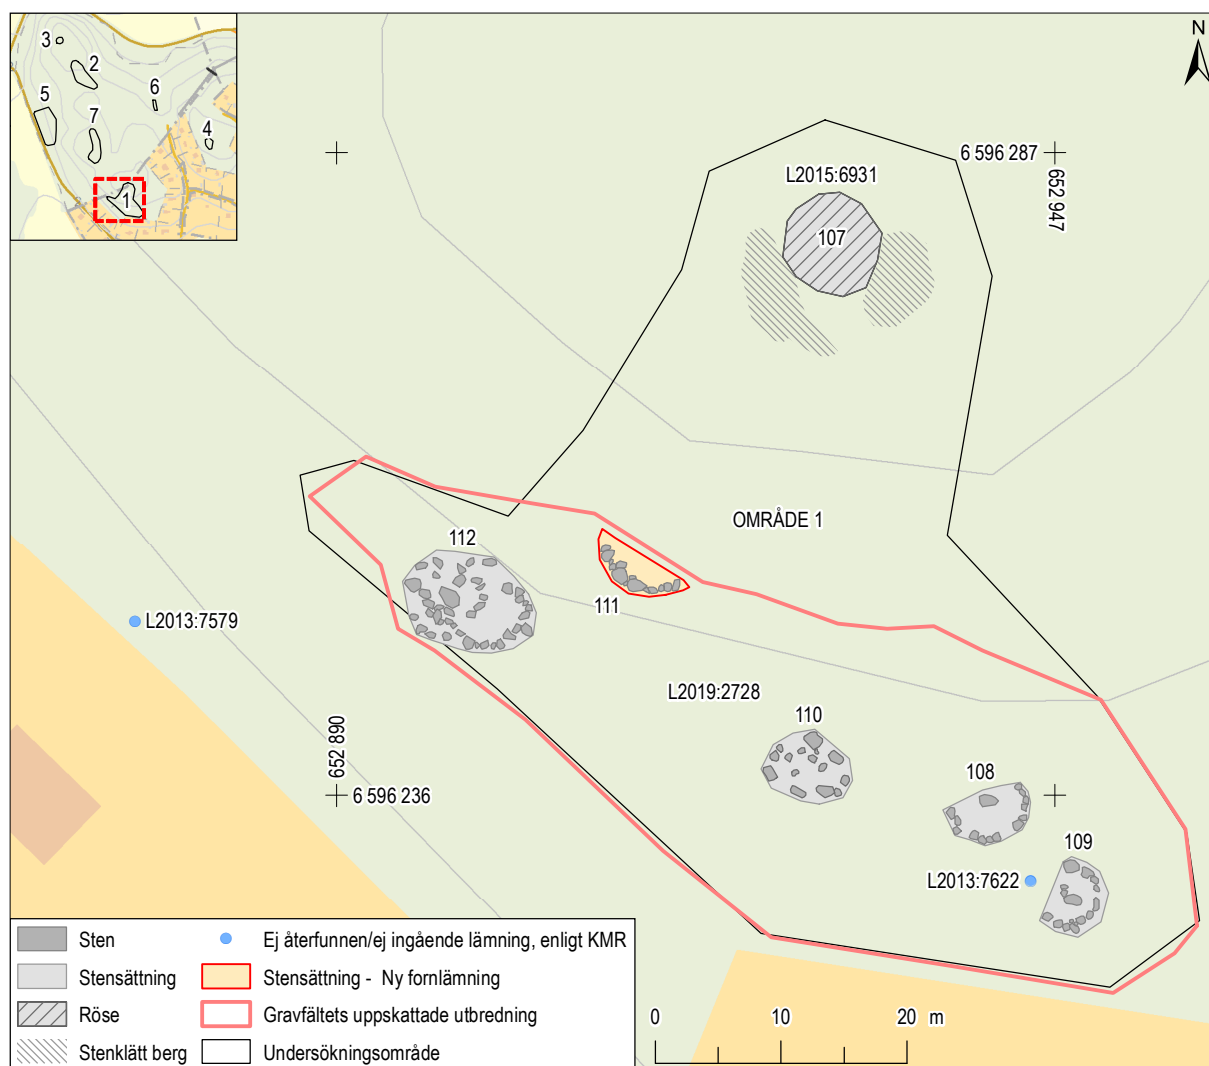 3
2
5
6
7
4
1
N
6 596 287
652 947
L2015:6931
107
OMRÅDE 1
112
111
L2013:7579
L2019:2728
110
652 890
6 596 236
108
109
L2013:7622
Sten
Ej återfunnen/ej ingående lämning, enligt KMR
Stensättning
Stensättning - Ny fornlämning
Röse
Gravfältets uppskattade utbredning
Stenklätt berg
Undersökningsområde
0 10 20 m